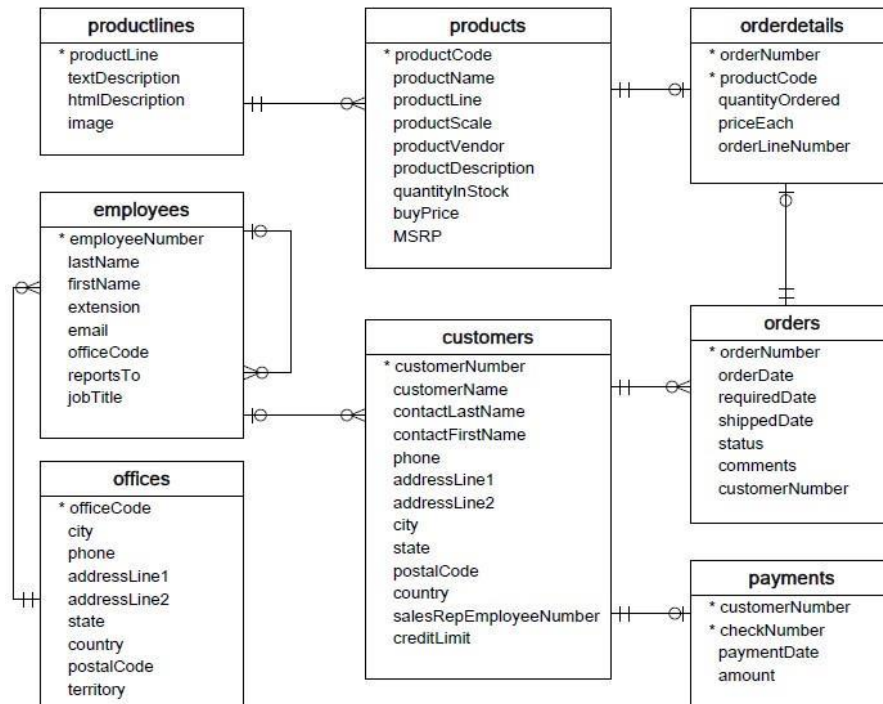 productlines
* productLine
textDescription
htmlDescription
image
products
* productCode
productName
productLine
productScale
productVendor
productDescription
quantityInStock
buyPrice
MSRP
orderdetails
* orderNumber
* productCode
quantityOrdered
priceEach
orderLineNumber
employees
* employeeNumber
lastName
firstName
extension
email
officeCode
reportsTo
jobTitle
customers
* customerNumber
customerName
contactLastName
contactFirstName
phone
addressLine1
addressLine2
city
state
postalCode
country
salesRepEmployeeNumber
creditLimit
orders
* orderNumber
orderDate
requiredDate
shippedDate
status
comments
customerNumber
offices
* officeCode
city
phone
addressLine1
addressLine2
state
country
postalCode
territory
payments
* customerNumber
* checkNumber
paymentDate
amount